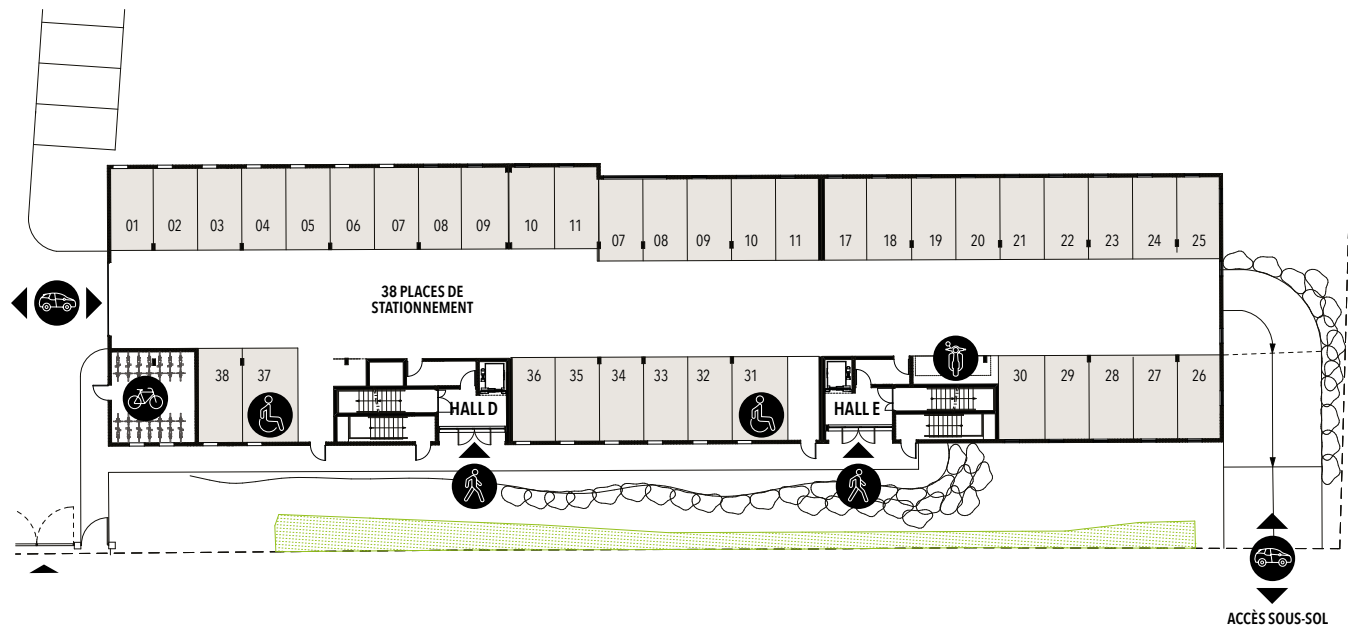 01 02 03 04 05 06 07 08 09 10 11 07 08 09 10 11 17 18 19 20 21 22 23 24 25
38 PLACES DE
STATIONNEMENT
38 37 36 35 34 33 32 31 30 29 28 27 26
HALL D
HALL E
ACCÈS SOUS-SOL